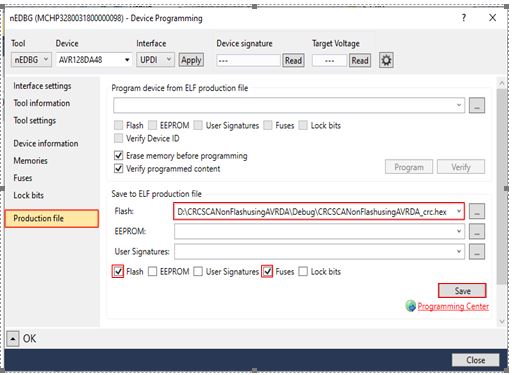 nEDBG (MCHP3280031800000098) - Device Programming
Tool Device Interface Device signature Target Voltage
nEDBG AVR128DA48 UPDI Apply --- Read --- Read
Interface settings
Tool information
Tool settings
Device information
Memories
Fuses
Lock bits
Production file
Program device from ELF production file
...
Flash EEPROM User Signatures Fuses Lock bits
Verify Device ID
Erase memory before programming
Verify programmed content
Program Verify
Save to ELF production file
Flash: D:\CRCSCANonFlashusingAVRDA\Debug\CRCSCANonFlashusingAVRDA_crc.hex ...
EEPROM: ...
User Signatures: ...
Flash EEPROM User Signatures Fuses Lock bits
Save
Programming Center
OK
Close